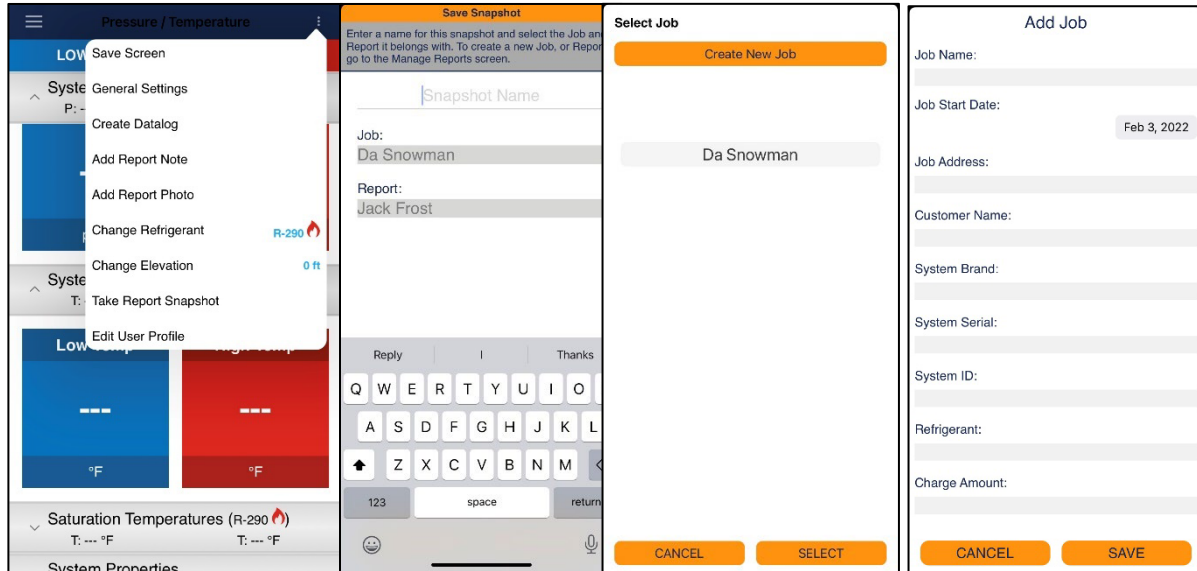 Pressure / Temperature
LOW
Save Screen
Syste
General Settings
P: -
Create Datalog
Add Report Note
Add Report Photo
Change Refrigerant R-290
Change Elevation 0 ft
Syste
T:
Take Report Snapshot
Edit User Profile
Low
--- ---
°F °F
Saturation Temperatures (R-290)
T: --- °F T: --- °F
System Properties
Save Snapshot
Enter a name for this snapshot and select the Job an
Report it belongs with. To create a new Job, or Repor
go to the Manage Reports screen.
Snapshot Name
Job:
Da Snowman
Report:
Jack Frost
Reply I Thanks
Q W E R T Y U I O
A S D F G H J K L
Z X C V B N M
123 space return
Select Job
Create New Job
Da Snowman
CANCEL SELECT
Add Job
Job Name:
Job Start Date:
Feb 3, 2022
Job Address:
Customer Name:
System Brand:
System Serial:
System ID:
Refrigerant:
Charge Amount:
CANCEL SAVE